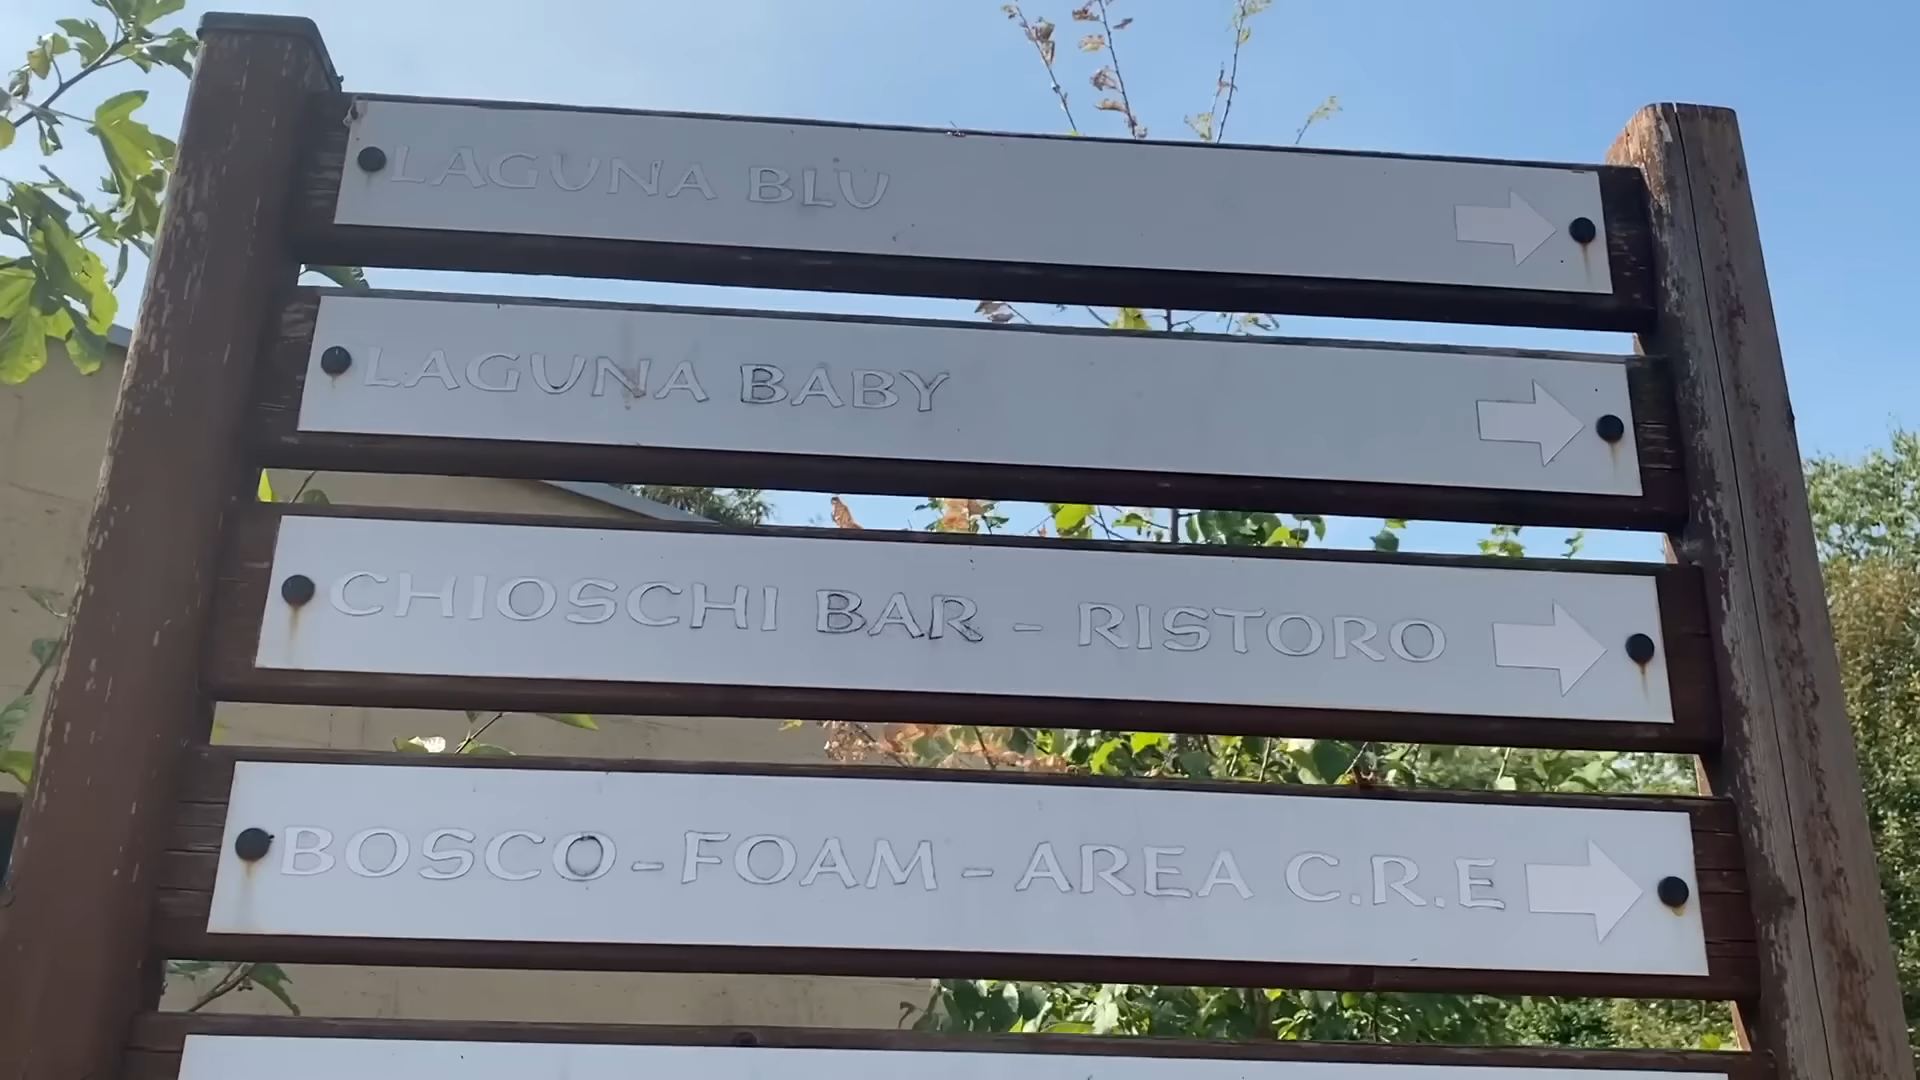 LAGUNA BLU
LAGUNA BABY
CHIOSCHI BAR - RISTORO
BOSCO - FOAM - AREA C.R.E